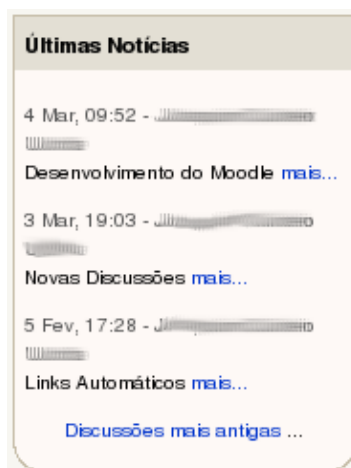 Últimas Notícias
4 Mar, 09:52 -
Desenvolvimento do Moodle mais...
3 Mar, 19:03 -
Novas Discussões mais...
5 Fev, 17:28 -
Links Automáticos mais...
Discussões mais antigas ...